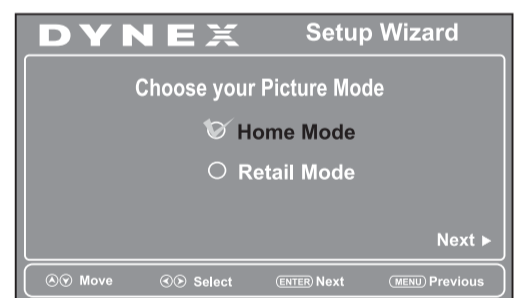 DYNEX Setup Wizard
Choose your Picture Mode
Home Mode
Retail Mode
Next
Move Select ENTER Next MENU Previous